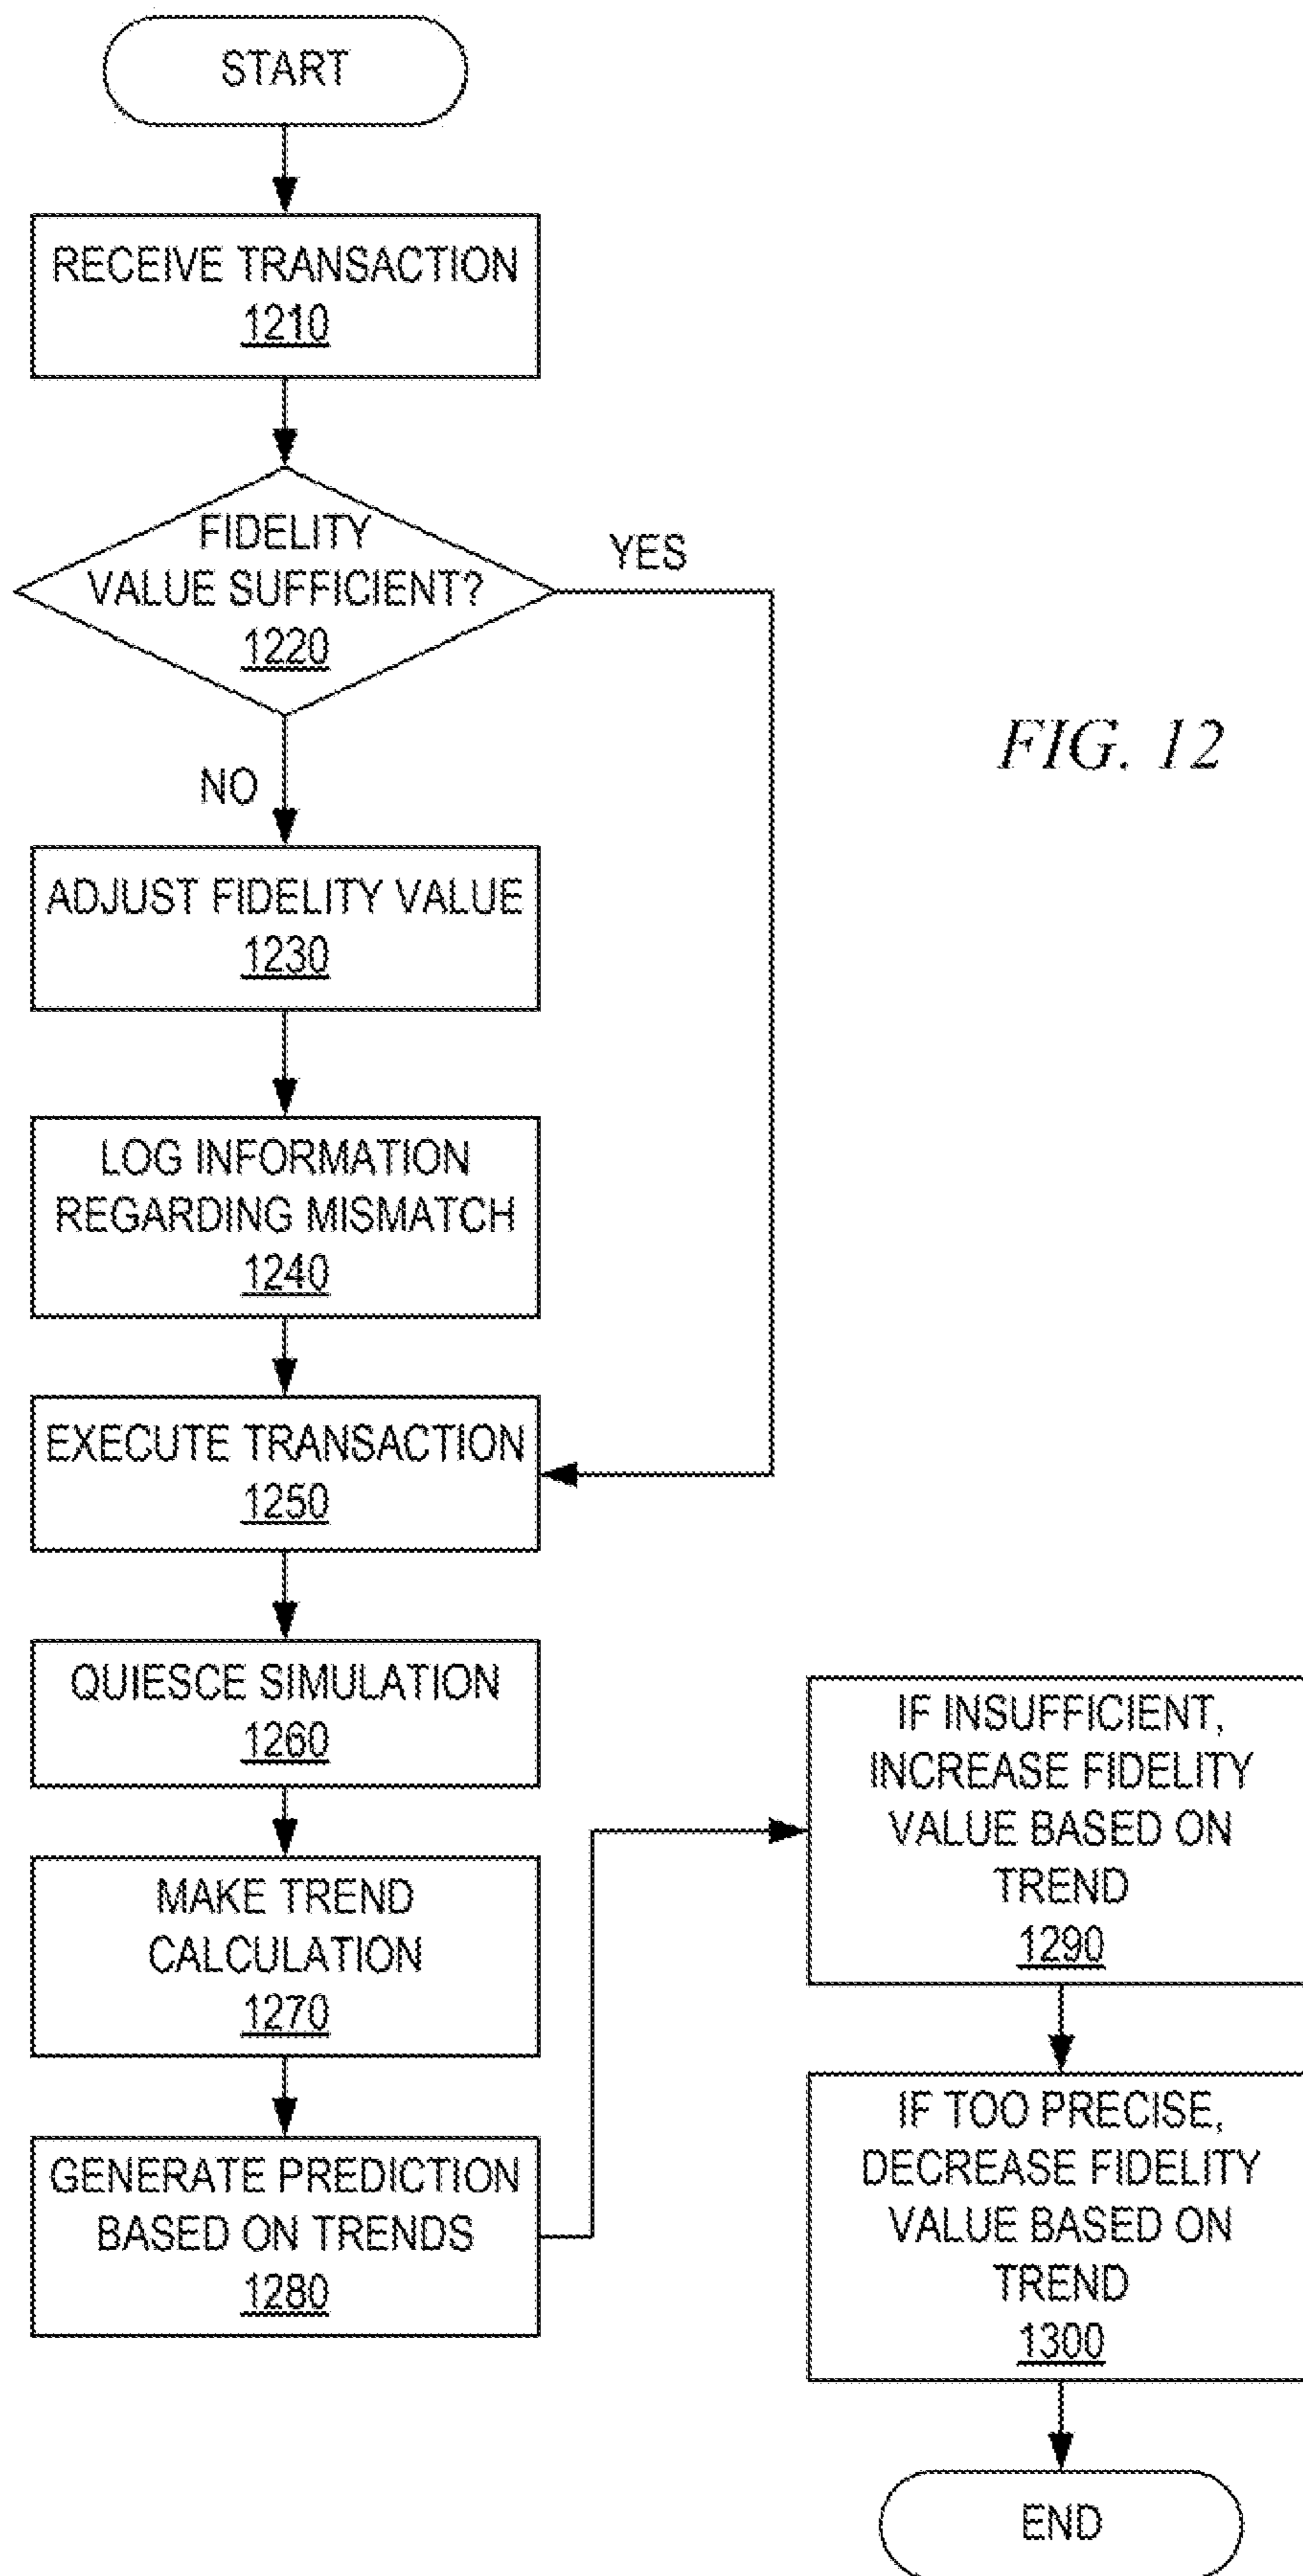 START
RECEIVE TRANSACTION
1210
FIDELITY
VALUE SUFFICIENT?
1220
YES
NO
FIG. 12
ADJUST FIDELITY VALUE
1230
LOG INFORMATION
REGARDING MISMATCH
1240
EXECUTE TRANSACTION
1250
QUIESCE SIMULATION
1260
MAKE TREND
CALCULATION
1270
GENERATE PREDICTION
BASED ON TRENDS
1280
IF INSUFFICIENT,
INCREASE FIDELITY
VALUE BASED ON
TREND
1290
IF TOO PRECISE,
DECREASE FIDELITY
VALUE BASED ON
TREND
1300
END